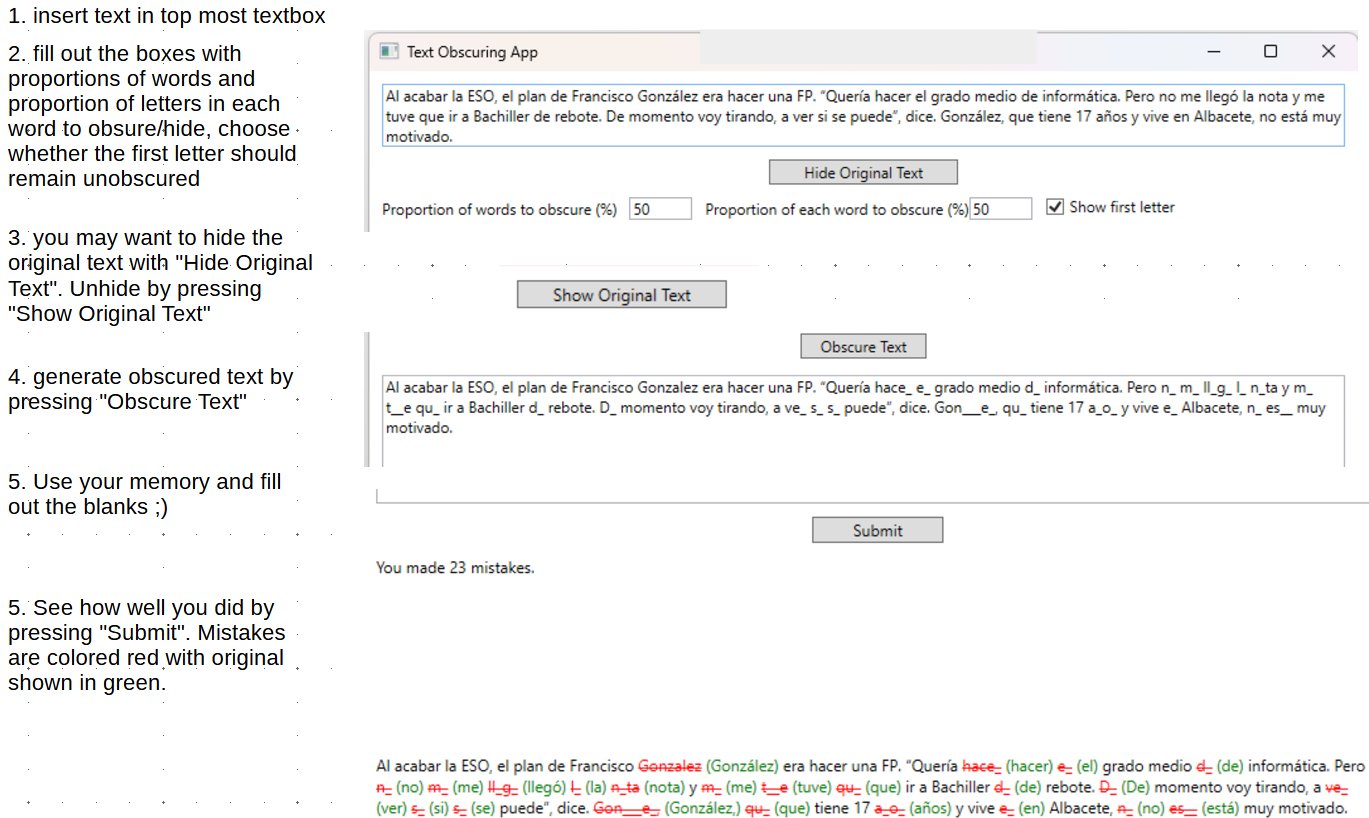 1. insert text in top most textbox
2. fill out the boxes with
proportions of words and
proportion of letters in each
word to obsure/hide, choose
whether the first letter should
remain unobscured
Text Obscuring App
Al acabar la ESO, el plan de Francisco González era hacer una FP. “Quería hacer el grado medio de informática. Pero no me llegó la nota y me
tuve que ir a Bachiller de rebote. De momento voy tirando, a ver si se puede”, dice. González, que tiene 17 años y vive en Albacete, no está muy
motivado.
Hide Original Text
Proportion of words to obscure (%) 50 Proportion of each word to obscure (%) 50 Show first letter
3. you may want to hide the
original text with "Hide Original
Text". Unhide by pressing
"Show Original Text"
Show Original Text
4. generate obscured text by
pressing "Obscure Text"
Obscure Text
Al acabar la ESO, el plan de Francisco Gonzalez era hacer una FP. “Quería hace_ e_ grado medio d_ informática. Pero n_ m_ ll_g_ l_ n_ta y m_
t__e qu_ ir a Bachiller d_ rebote. D_ momento voy tirando, a ve_ s_ s_ puede”, dice. Gon___e_, qu_ tiene 17 a_o_ y vive e_ Albacete, n_ es__ muy
motivado.
5. Use your memory and fill
out the blanks ;)
Submit
You made 23 mistakes.
5. See how well you did by
pressing "Submit". Mistakes
are colored red with original
shown in green.
Al acabar la ESO, el plan de Francisco Gonzalez (González) era hacer una FP. “Quería hace_ (hacer) e_ (el) grado medio d_ (de) informática. Pero
n_ (no) m_ (me) ll_g_ (llegó) l_ (la) n_ta (nota) y m_ (me) t__e (tuve) qu_ (que) ir a Bachiller d_ (de) rebote. D_ (De) momento voy tirando, a ve_
(ver) s_ (si) s_ (se) puede”, dice. Gon___e_, (González,) qu_ (que) tiene 17 a_o_ (años) y vive e_ (en) Albacete, n_ (no) es__ (está) muy motivado.